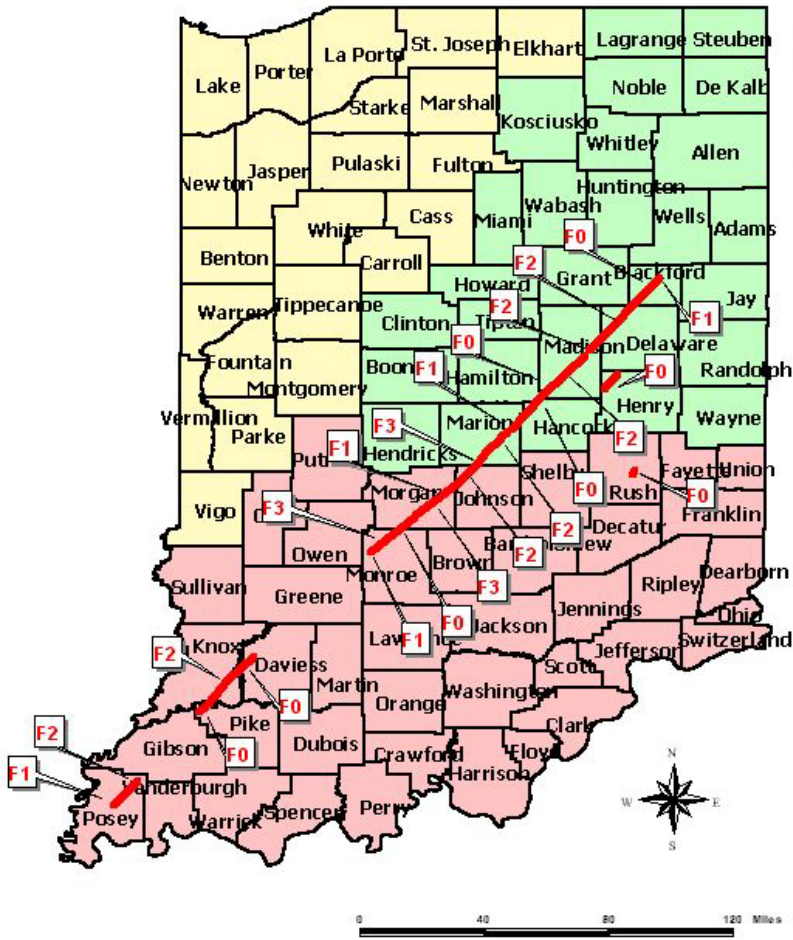 Lagrange Steuben
St. Joseph Elkhart
La Porte
Porter
Lake
Noble De Kalb
Starke Marshall
Kosciusko
Whitley
Allen
Pulaski Fulton
Jasper
Newton
Huntington
Wabash
Cass
Miami
Wells
Adams
White
F0
Benton
Carroll
F2
Grant Blackford
Howard
Jay
Tippecanoe
F2
Warren
Clinton
Tipton
F1
F0
Madison
Delaware
Fountain
Boone
F1
Hamilton
Randolph
F0
Montgomery
Henry
Vermillion
Wayne
Marion
Hancock
F3
Parke
F2
F1
Hendricks
Shelby
Fayette
Union
Morgan
Johnson
F0
Rush
F0
Vigo
F3
Franklin
Decatur
F2
Owen
F2
Brown
Monroe
Dearborn
Sullivan
F3
Ripley
Greene
Jennings
Ohio
F0
Jackson
F1
Switzerland
Jefferson
Knox
F2
Daviess
Scott
Martin
Washington
Orange
F0
Clark
Pike
F2
Gibson
Dubois
F0
Crawford
Floyd
F1
Harrison
Vanderburgh
Spencer
Perry
Posey
Warrick
N
W E
S
0 40 80 120 Miles